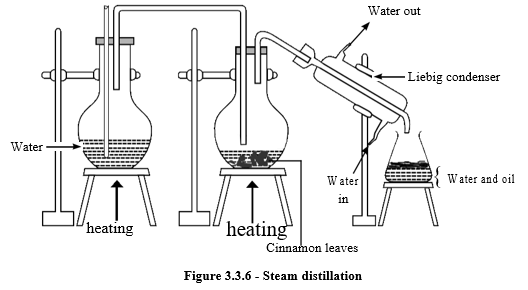 Water out
Liebig condenser
Water
Water
in
Water and oil
heating
heating
Cinnamon leaves
Figure 3.3.6 - Steam distillation